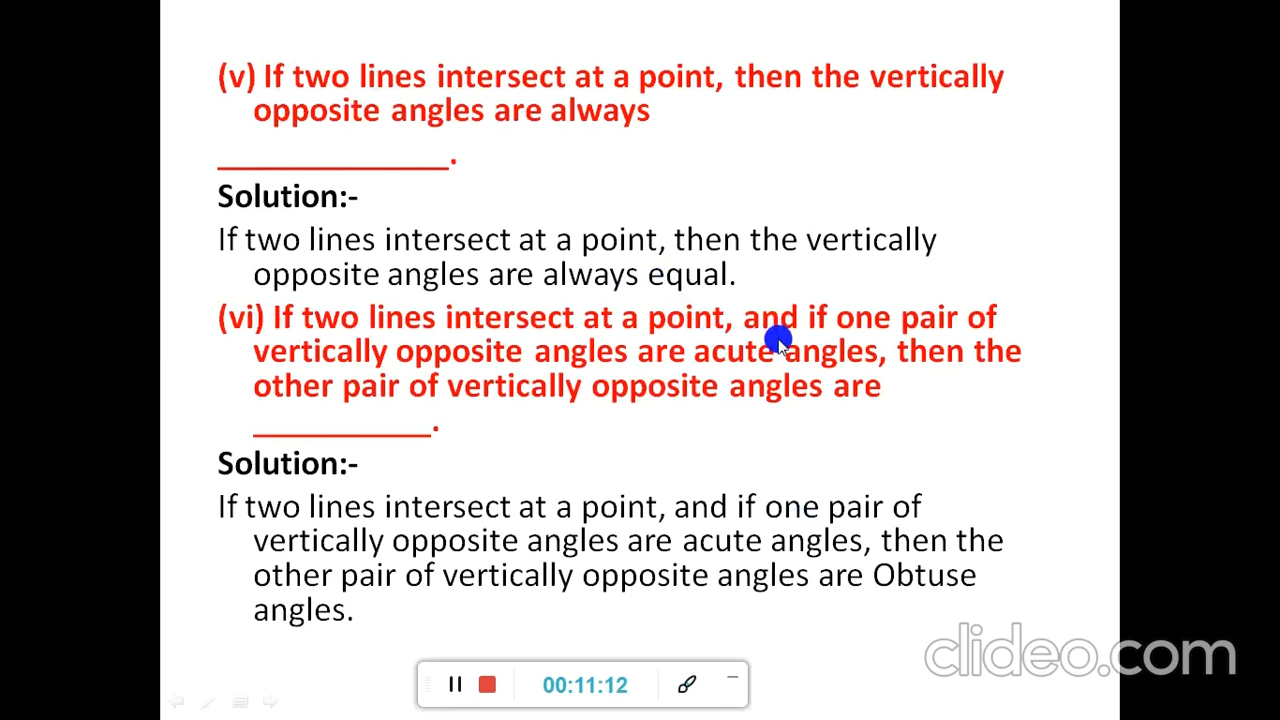 (v) If two lines intersect at a point, then the vertically
opposite angles are always
______________.
Solution:-
If two lines intersect at a point, then the vertically
opposite angles are always equal.
(vi) If two lines intersect at a point, and if one pair of
vertically opposite angles are acute angles, then the
other pair of vertically opposite angles are
___________.
Solution:-
If two lines intersect at a point, and if one pair of
vertically opposite angles are acute angles, then the
other pair of vertically opposite angles are Obtuse
angles.
clideo.com
00:11:12